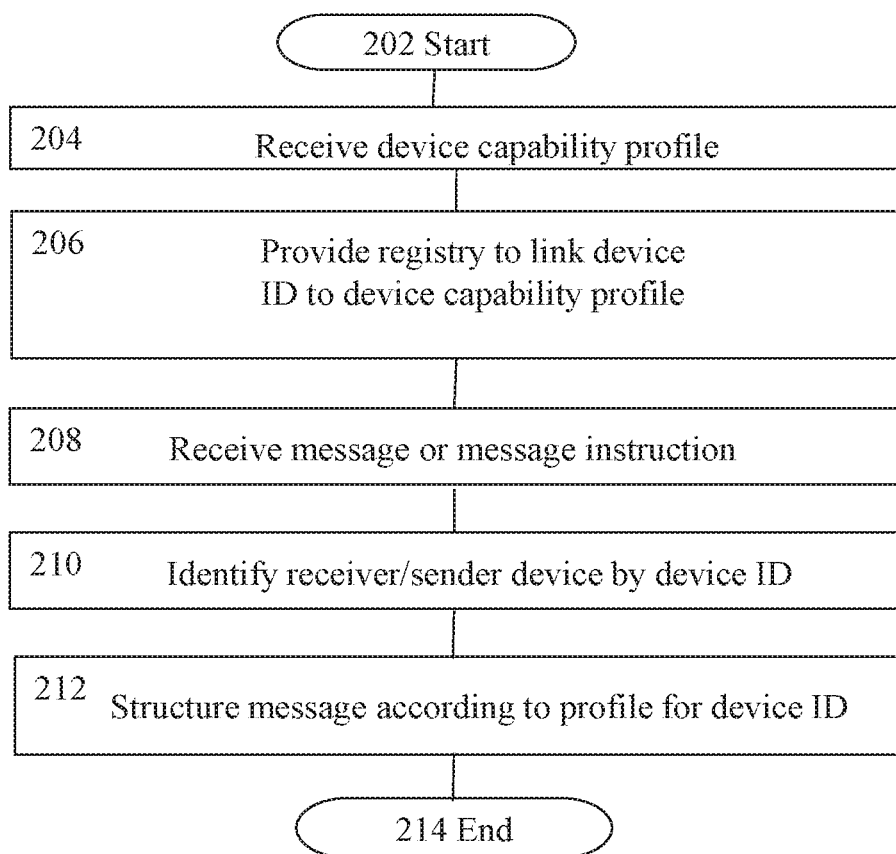 202 Start
204 Receive device capability profile
206 Provide registry to link device
ID to device capability profile
208 Receive message or message instruction
210 Identify receiver/sender device by device ID
212 Structure message according to profile for device ID
214 End